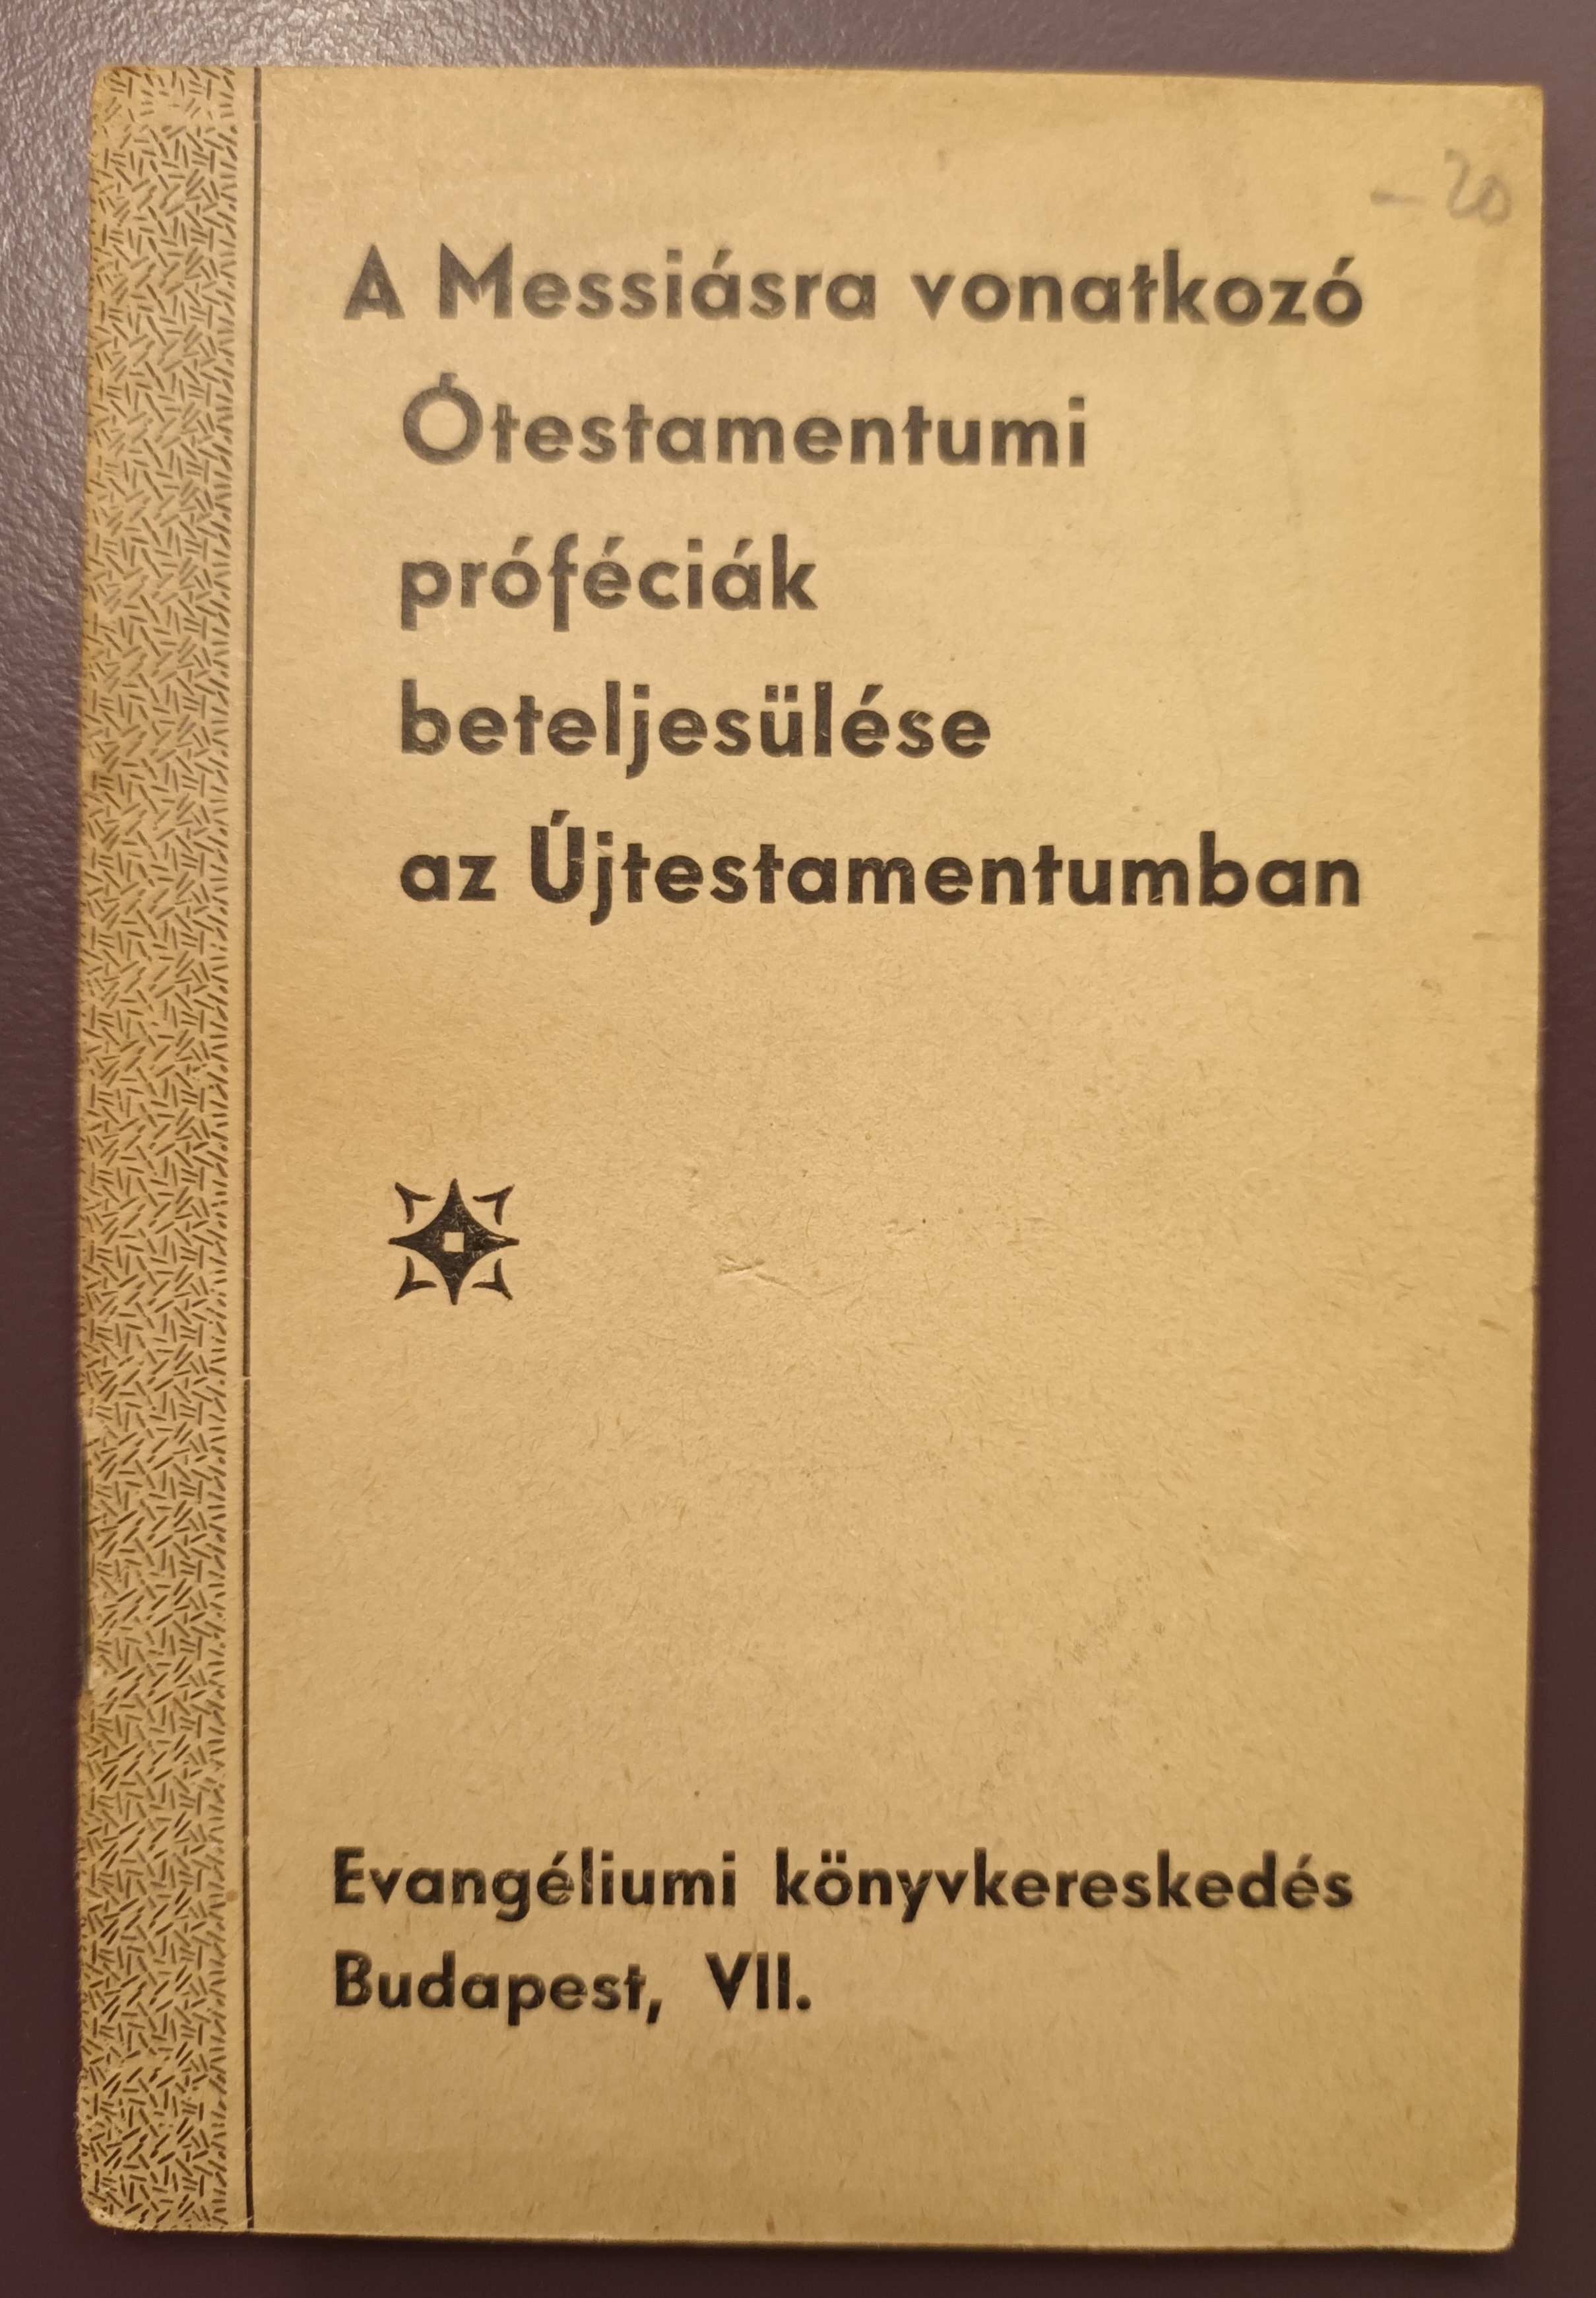 - 20
A Messiásra vonatkozó
Ótestamentumi
próféciák
beteljesülése
az Újtestamentumban
Evangéliumi könyvkereskedés
Budapest, VII.